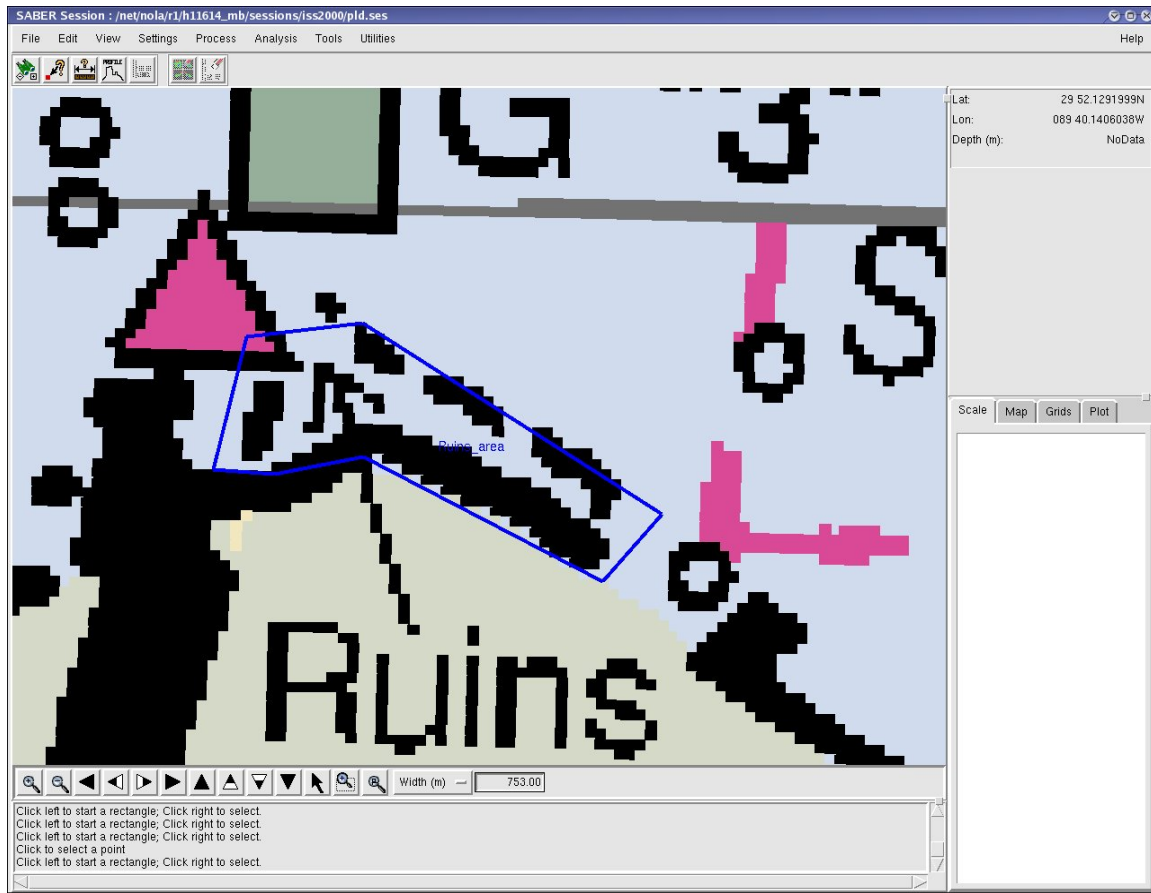 SABER Session : /net/nola/r1/h11614_mb/sessions/iss2000/pld.ses
File Edit View Settings Process Analysis Tools Utilities Help
PROFILE
G "3"
S
Ruins_area
Ruins
Lat: 29 52.1291999N
Lon: 089 40.1406038W
Depth (m): NoData
Scale Map Grids Plot
Width (m) 753.00
Click left to start a rectangle; Click right to select.
Click left to start a rectangle; Click right to select.
Click left to start a rectangle; Click right to select.
Click to select a point
Click left to start a rectangle; Click right to select.